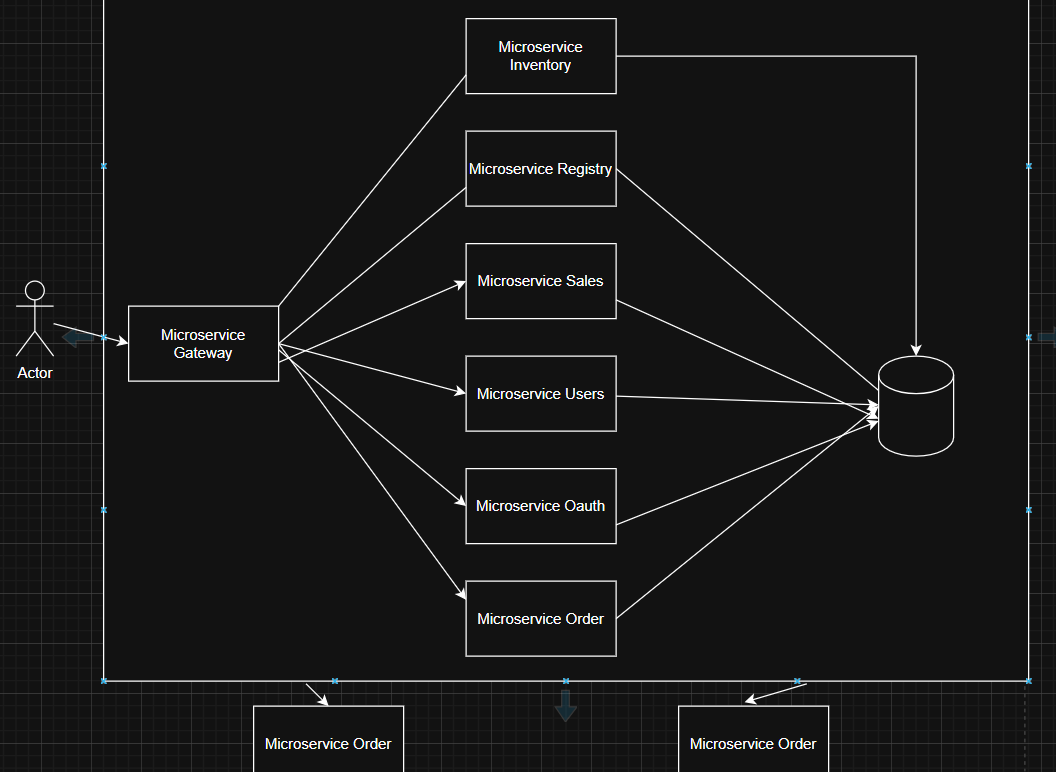 Microservice
Inventory
Microservice Registry
Microservice Sales
Microservice
Gateway
Actor
Microservice Users
Microservice Oauth
Microservice Order
Microservice Order
Microservice Order